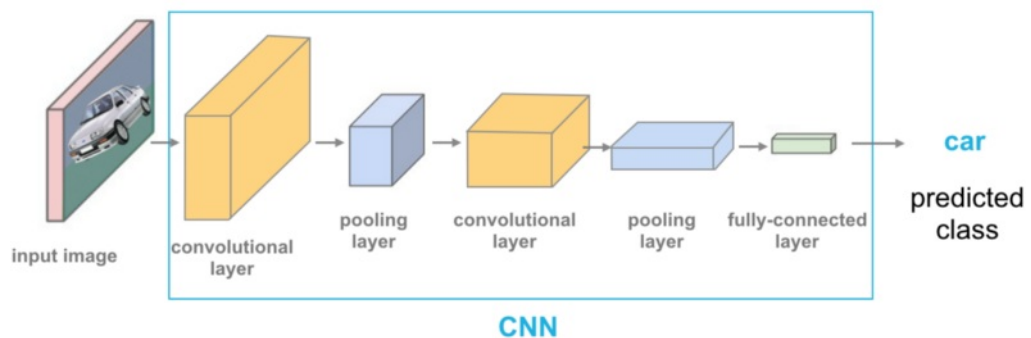 input image
convolutional
layer
pooling
layer
convolutional
layer
pooling
layer
fully-connected
layer
car
predicted
class
CNN